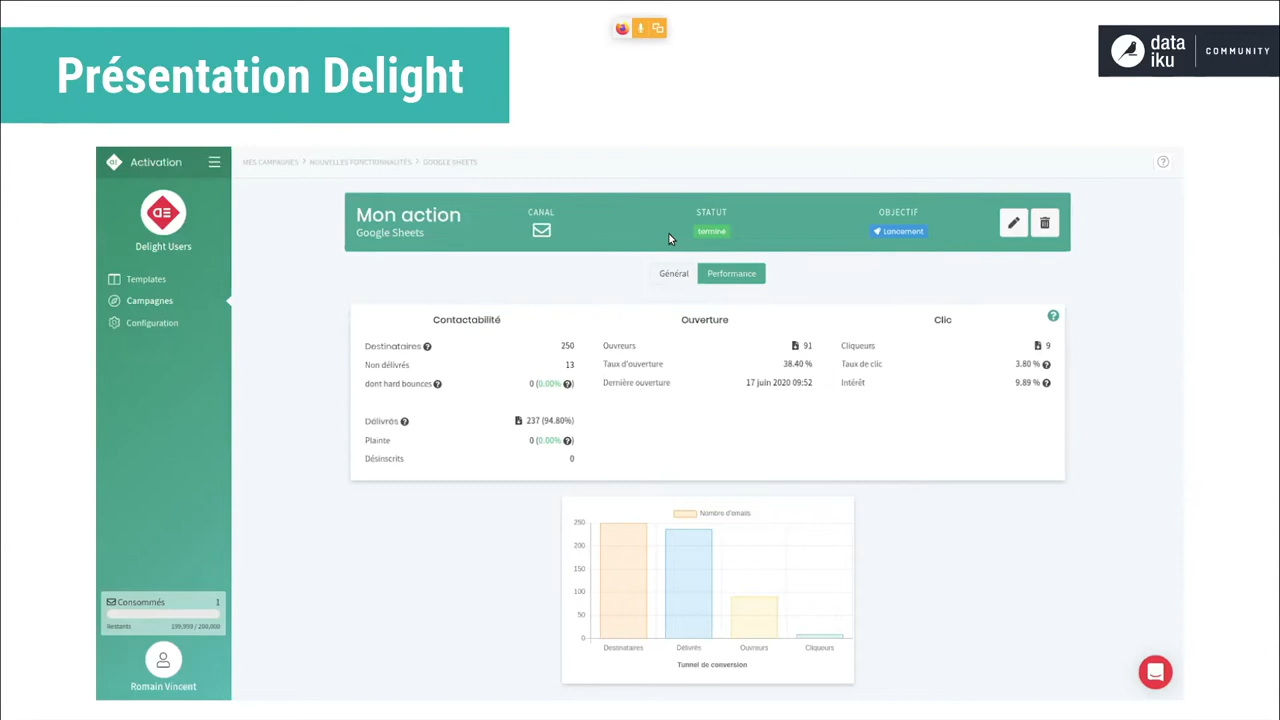 Présentation Delight
data
iku
COMMUNITY
Activation
MES CAMPAGNES > NOUVELLES FONCTIONNALITÉS > GOOGLE SHEETS
Delight Users
Templates
Campagnes
Configuration
Mon action
Google Sheets
CANAL
STATUT
terminé
OBJECTIF
Lancement
Général
Performance
Contactabilité
Destinataires 250
Non délivrés 13
dont hard bounces 0 (0.00% )
Délivrés 237 (94.80%)
Plainte 0 (0.00% )
Désinscrits 0
Ouverture
Ouvreurs 91
Taux d'ouverture 38.40 %
Dernière ouverture 17 juin 2020 09:52
Clic
Cliqueurs 9
Taux de clic 3.80 %
Intérêt 9.89 %
Nombre d'emails
250
200
150
100
50
0
Destinataires Délivrés Ouvreurs Cliqueurs
Tunnel de conversion
Consommés 1
Restants 199,999 / 200,000
Romain Vincent